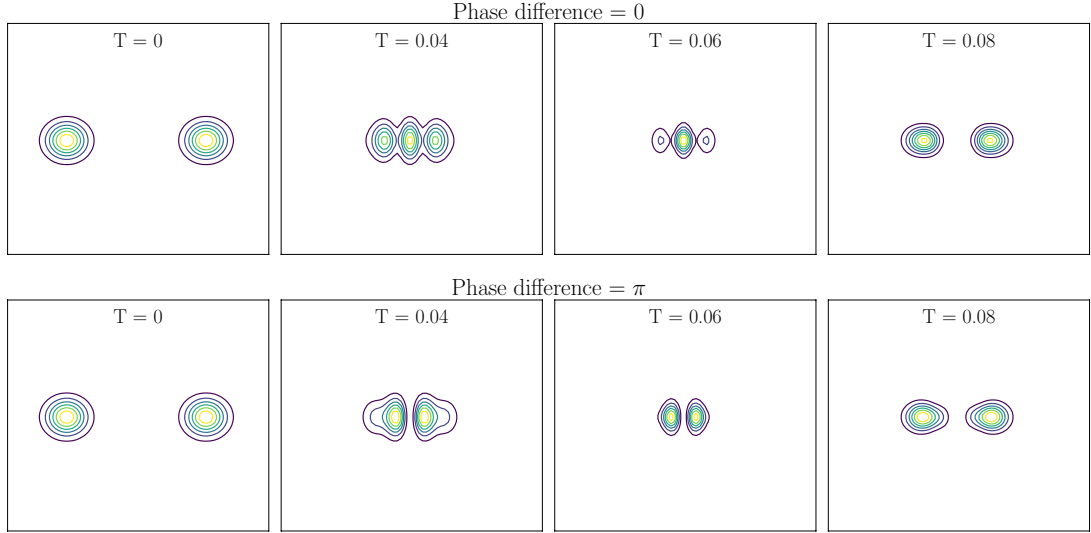 Phase difference = 0
T = 0
T = 0.04
T = 0.06
T = 0.08
Phase difference = π
T = 0
T = 0.04
T = 0.06
T = 0.08